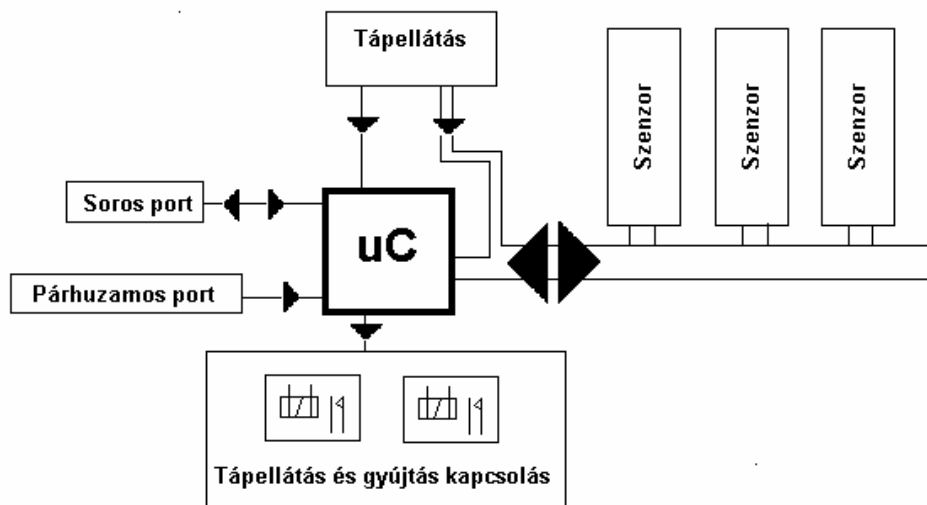 Tápellátás
Szenzor
Szenzor
Szenzor
Soros port
uC
Párhuzamos port
Tápellátás és gyújtás kapcsolás